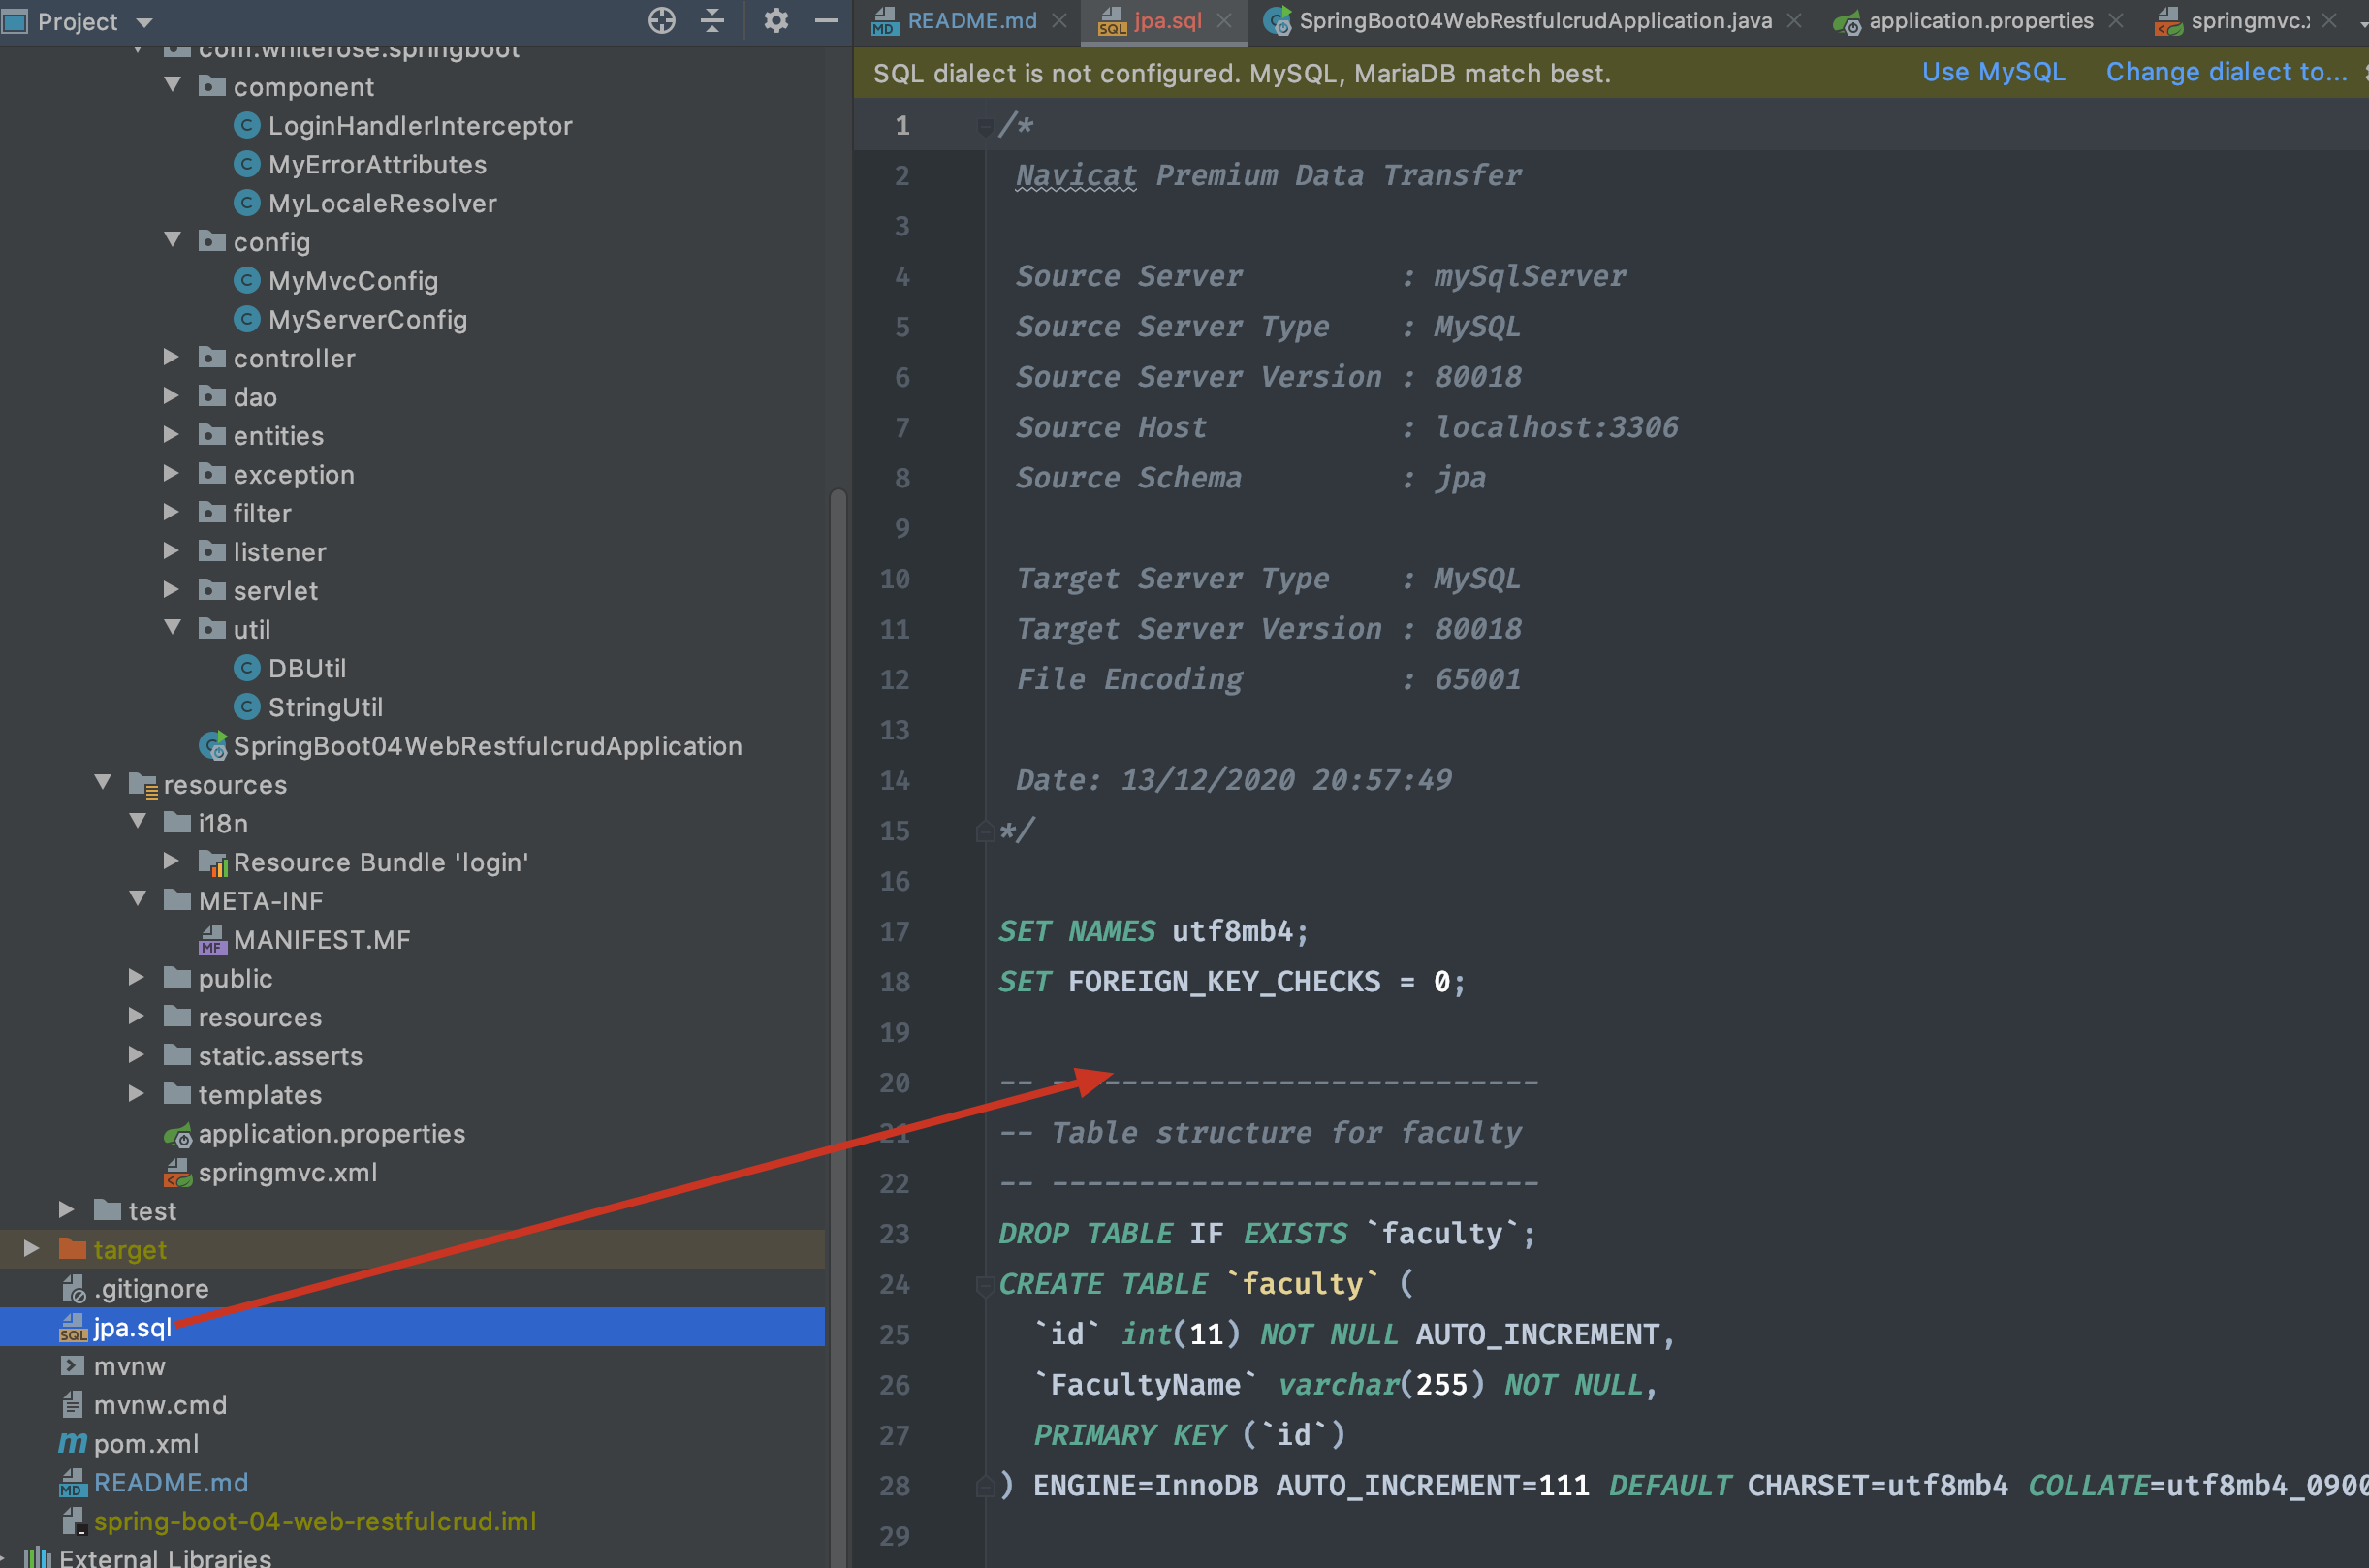 Project
com.whiterose.springboot
component
LoginHandlerInterceptor
MyErrorAttributes
MyLocaleResolver
config
MyMvcConfig
MyServerConfig
controller
dao
entities
exception
filter
listener
servlet
util
DBUtil
StringUtil
SpringBoot04WebRestfulcrudApplication
resources
i18n
Resource Bundle 'login'
META-INF
MANIFEST.MF
public
resources
static.asserts
templates
application.properties
springmvc.xml
test
target
.gitignore
jpa.sql
mvnw
mvnw.cmd
pom.xml
README.md
spring-boot-04-web-restfulcrud.iml
External Libraries
README.md jpa.sql SpringBoot04WebRestfulcrudApplication.java application.properties springmvc.
SQL dialect is not configured. MySQL, MariaDB match best. Use MySQL Change dialect to...
1 /*
2 Navicat Premium Data Transfer
3
4 Source Server : mySqlServer
5 Source Server Type : MySQL
6 Source Server Version : 80018
7 Source Host : localhost:3306
8 Source Schema : jpa
9
10 Target Server Type : MySQL
11 Target Server Version : 80018
12 File Encoding : 65001
13
14 Date: 13/12/2020 20:57:49
15 */
16
17 SET NAMES utf8mb4;
18 SET FOREIGN_KEY_CHECKS = 0;
19
20 -- ----------------------------
21 -- Table structure for faculty
22 -- ----------------------------
23 DROP TABLE IF EXISTS `faculty`;
24 CREATE TABLE `faculty` (
25 `id` int(11) NOT NULL AUTO_INCREMENT,
26 `FacultyName` varchar(255) NOT NULL,
27 PRIMARY KEY (`id`)
28 ) ENGINE=InnoDB AUTO_INCREMENT=111 DEFAULT CHARSET=utf8mb4 COLLATE=utf8mb4_0900
29